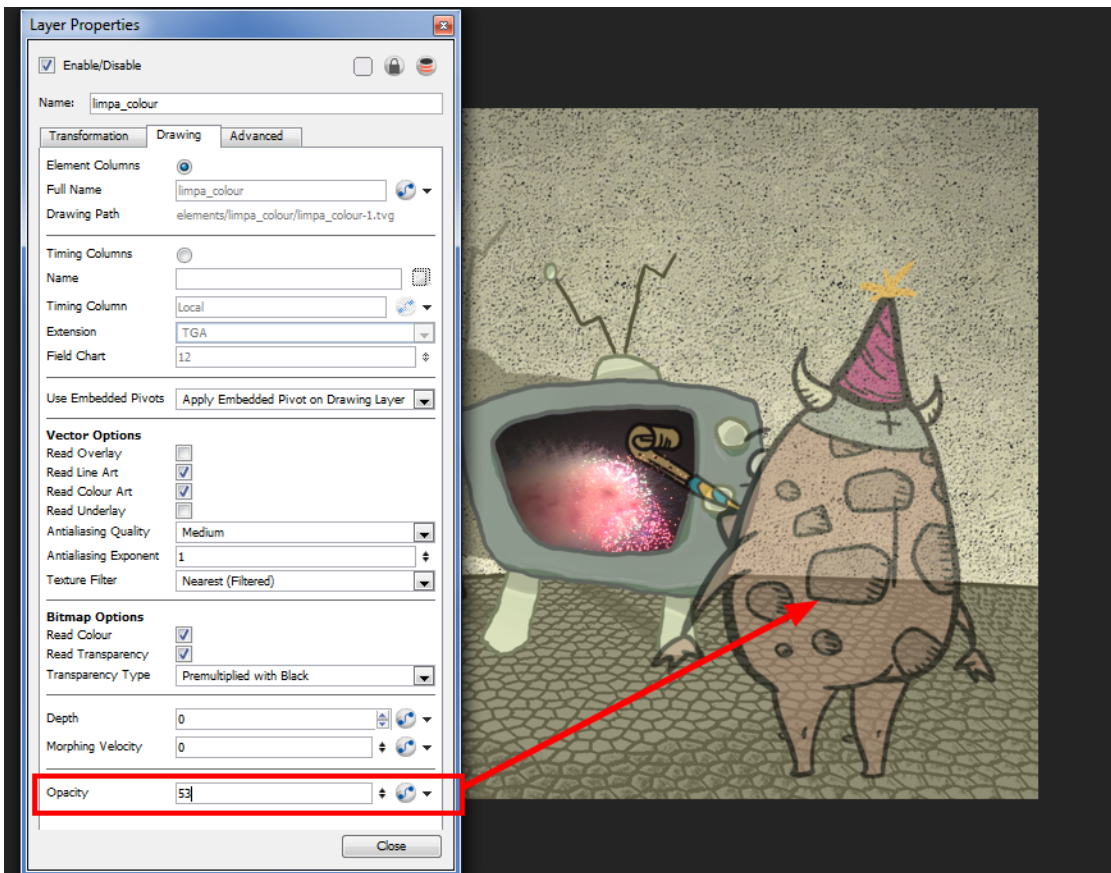 Layer Properties
Enable/Disable
Name: limpa_colour
Transformation Drawing Advanced
Element Columns
Full Name limpa_colour
Drawing Path elements/limpa_colour/limpa_colour-1.tvg
Timing Columns
Name
Timing Column Local
Extension TGA
Field Chart 12
Use Embedded Pivots Apply Embedded Pivot on Drawing Layer
Vector Options
Read Overlay
Read Line Art
Read Colour Art
Read Underlay
Antialiasing Quality Medium
Antialiasing Exponent 1
Texture Filter Nearest (Filtered)
Bitmap Options
Read Colour
Read Transparency
Transparency Type Premultiplied with Black
Depth 0
Morphing Velocity 0
Opacity 53
Close